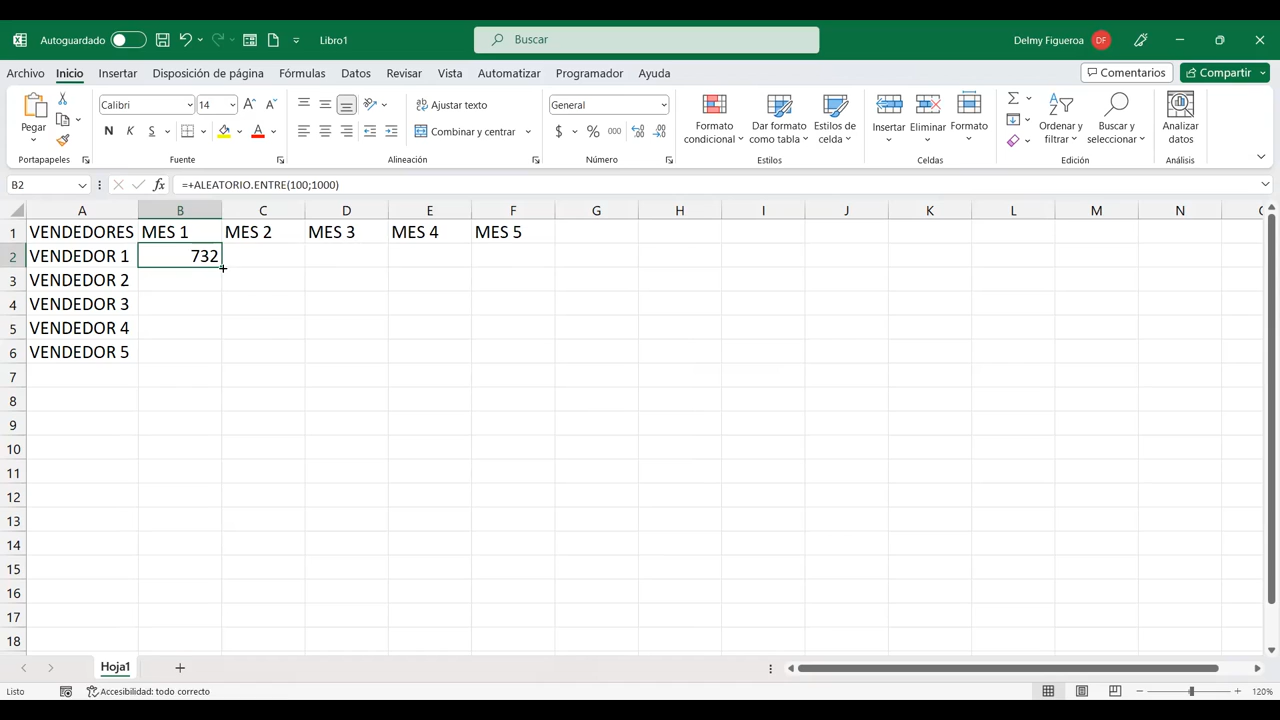 Autoguardado Libro1 Buscar Delmy Figueroa DF
Archivo Inicio Insertar Disposición de página Fórmulas Datos Revisar Vista Automatizar Programador Ayuda Comentarios Compartir
Pegar
Portapapeles
Calibri 14
N K S
Fuente
Ajustar texto
Combinar y centrar
Alineación
General
$ % 000
Número
Formato condicional
Dar formato como tabla
Estilos de celda
Estilos
Insertar
Eliminar
Formato
Celdas
Ordenar y filtrar
Buscar y seleccionar
Edición
Analizar datos
Análisis
B2 fx =+ALEATORIO.ENTRE(100;1000)
A B C D E F G H I J K L M N
1 VENDEDORES MES 1 MES 2 MES 3 MES 4 MES 5
2 VENDEDOR 1 732
3 VENDEDOR 2
4 VENDEDOR 3
5 VENDEDOR 4
6 VENDEDOR 5
7
8
9
10
11
12
13
14
15
16
17
18
Hoja1
Listo Accesibilidad: todo correcto 120%